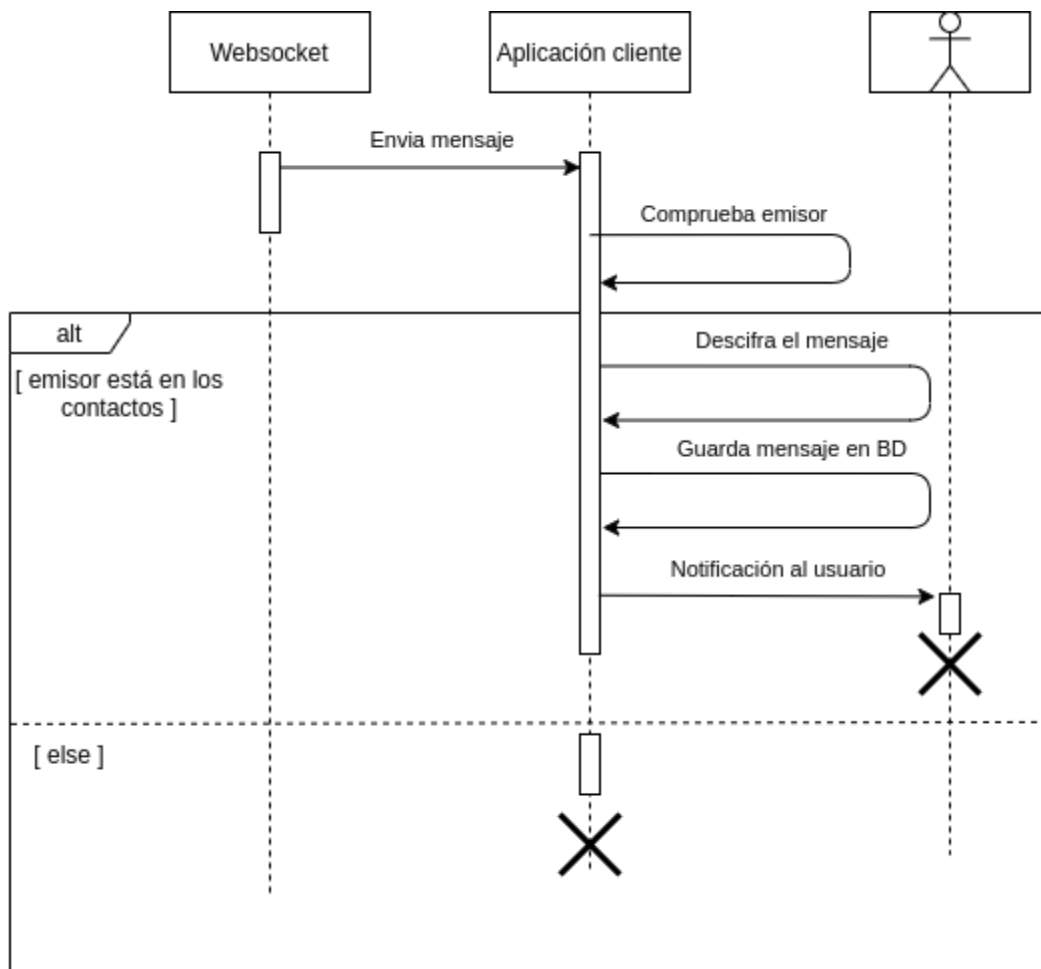 Websocket
Aplicación cliente
Envia mensaje
Comprueba emisor
alt
[ emisor está en los
contactos ]
Descifra el mensaje
Guarda mensaje en BD
Notificación al usuario
[ else ]